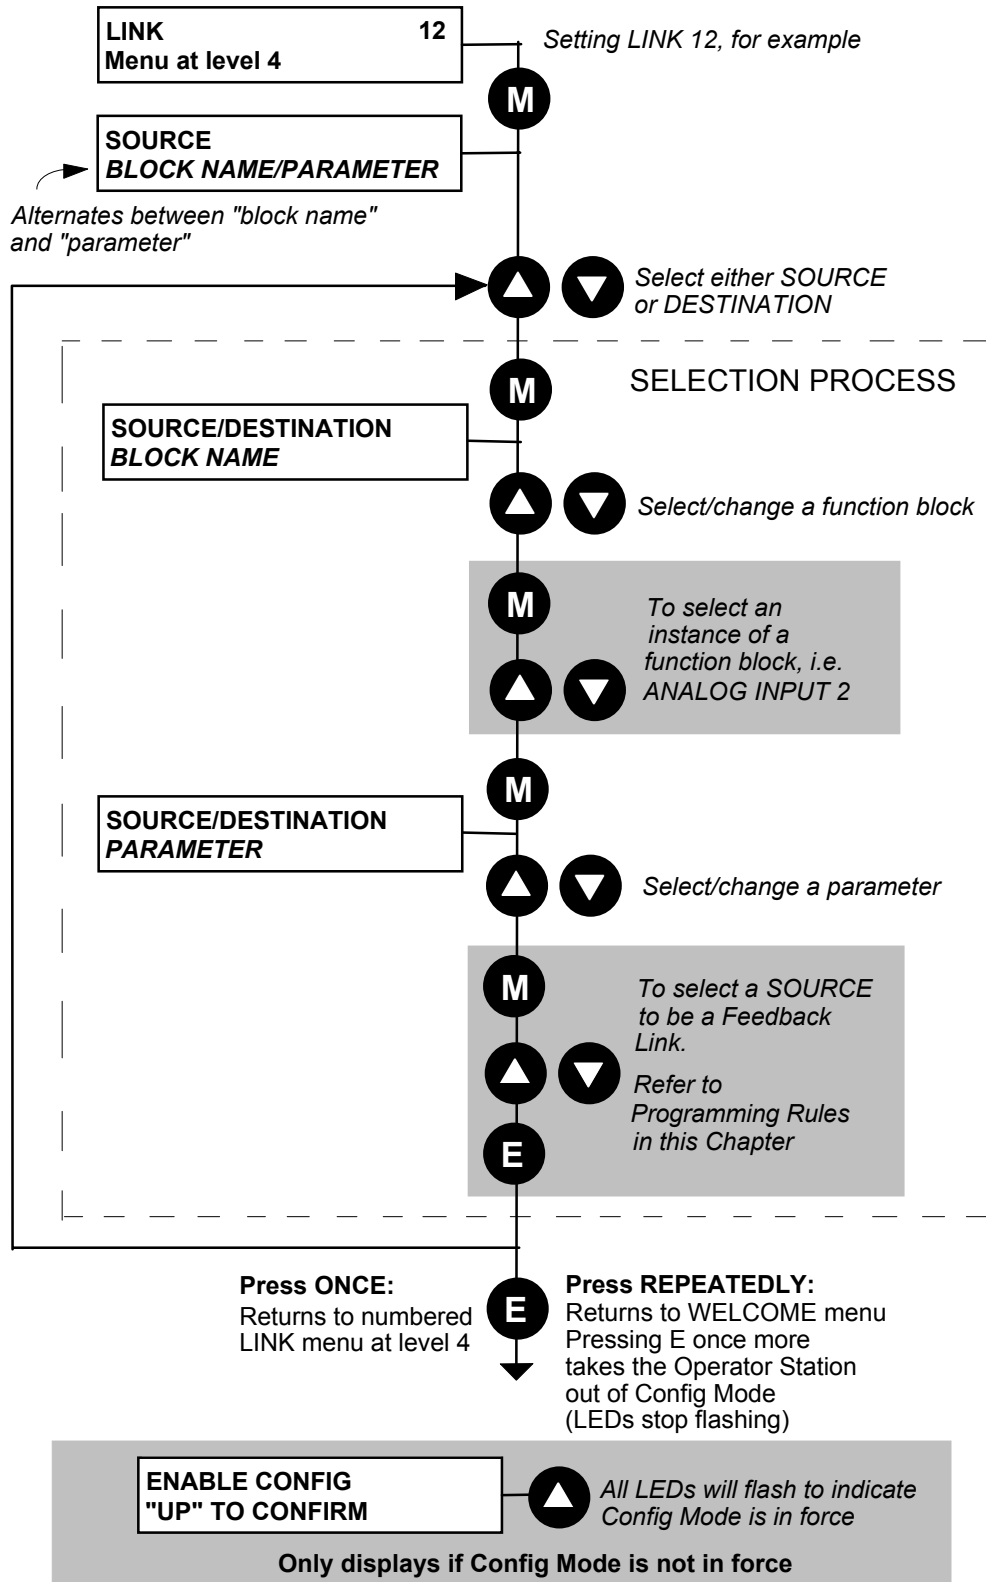 LINK 12
Menu at level 4
Setting LINK 12, for example
M
SOURCE
BLOCK NAME/PARAMETER
Alternates between "block name"
and "parameter"
Select either SOURCE
or DESTINATION
M
SELECTION PROCESS
SOURCE/DESTINATION
BLOCK NAME
Select/change a function block
M
To select an
instance of a
function block, i.e.
ANALOG INPUT 2
M
SOURCE/DESTINATION
PARAMETER
Select/change a parameter
M
To select a SOURCE
to be a Feedback
Link.
Refer to
Programming Rules
in this Chapter
E
Press ONCE:
Returns to numbered
LINK menu at level 4
E
Press REPEATEDLY:
Returns to WELCOME menu
Pressing E once more
takes the Operator Station
out of Config Mode
(LEDs stop flashing)
ENABLE CONFIG
"UP" TO CONFIRM
All LEDs will flash to indicate
Config Mode is in force
Only displays if Config Mode is not in force